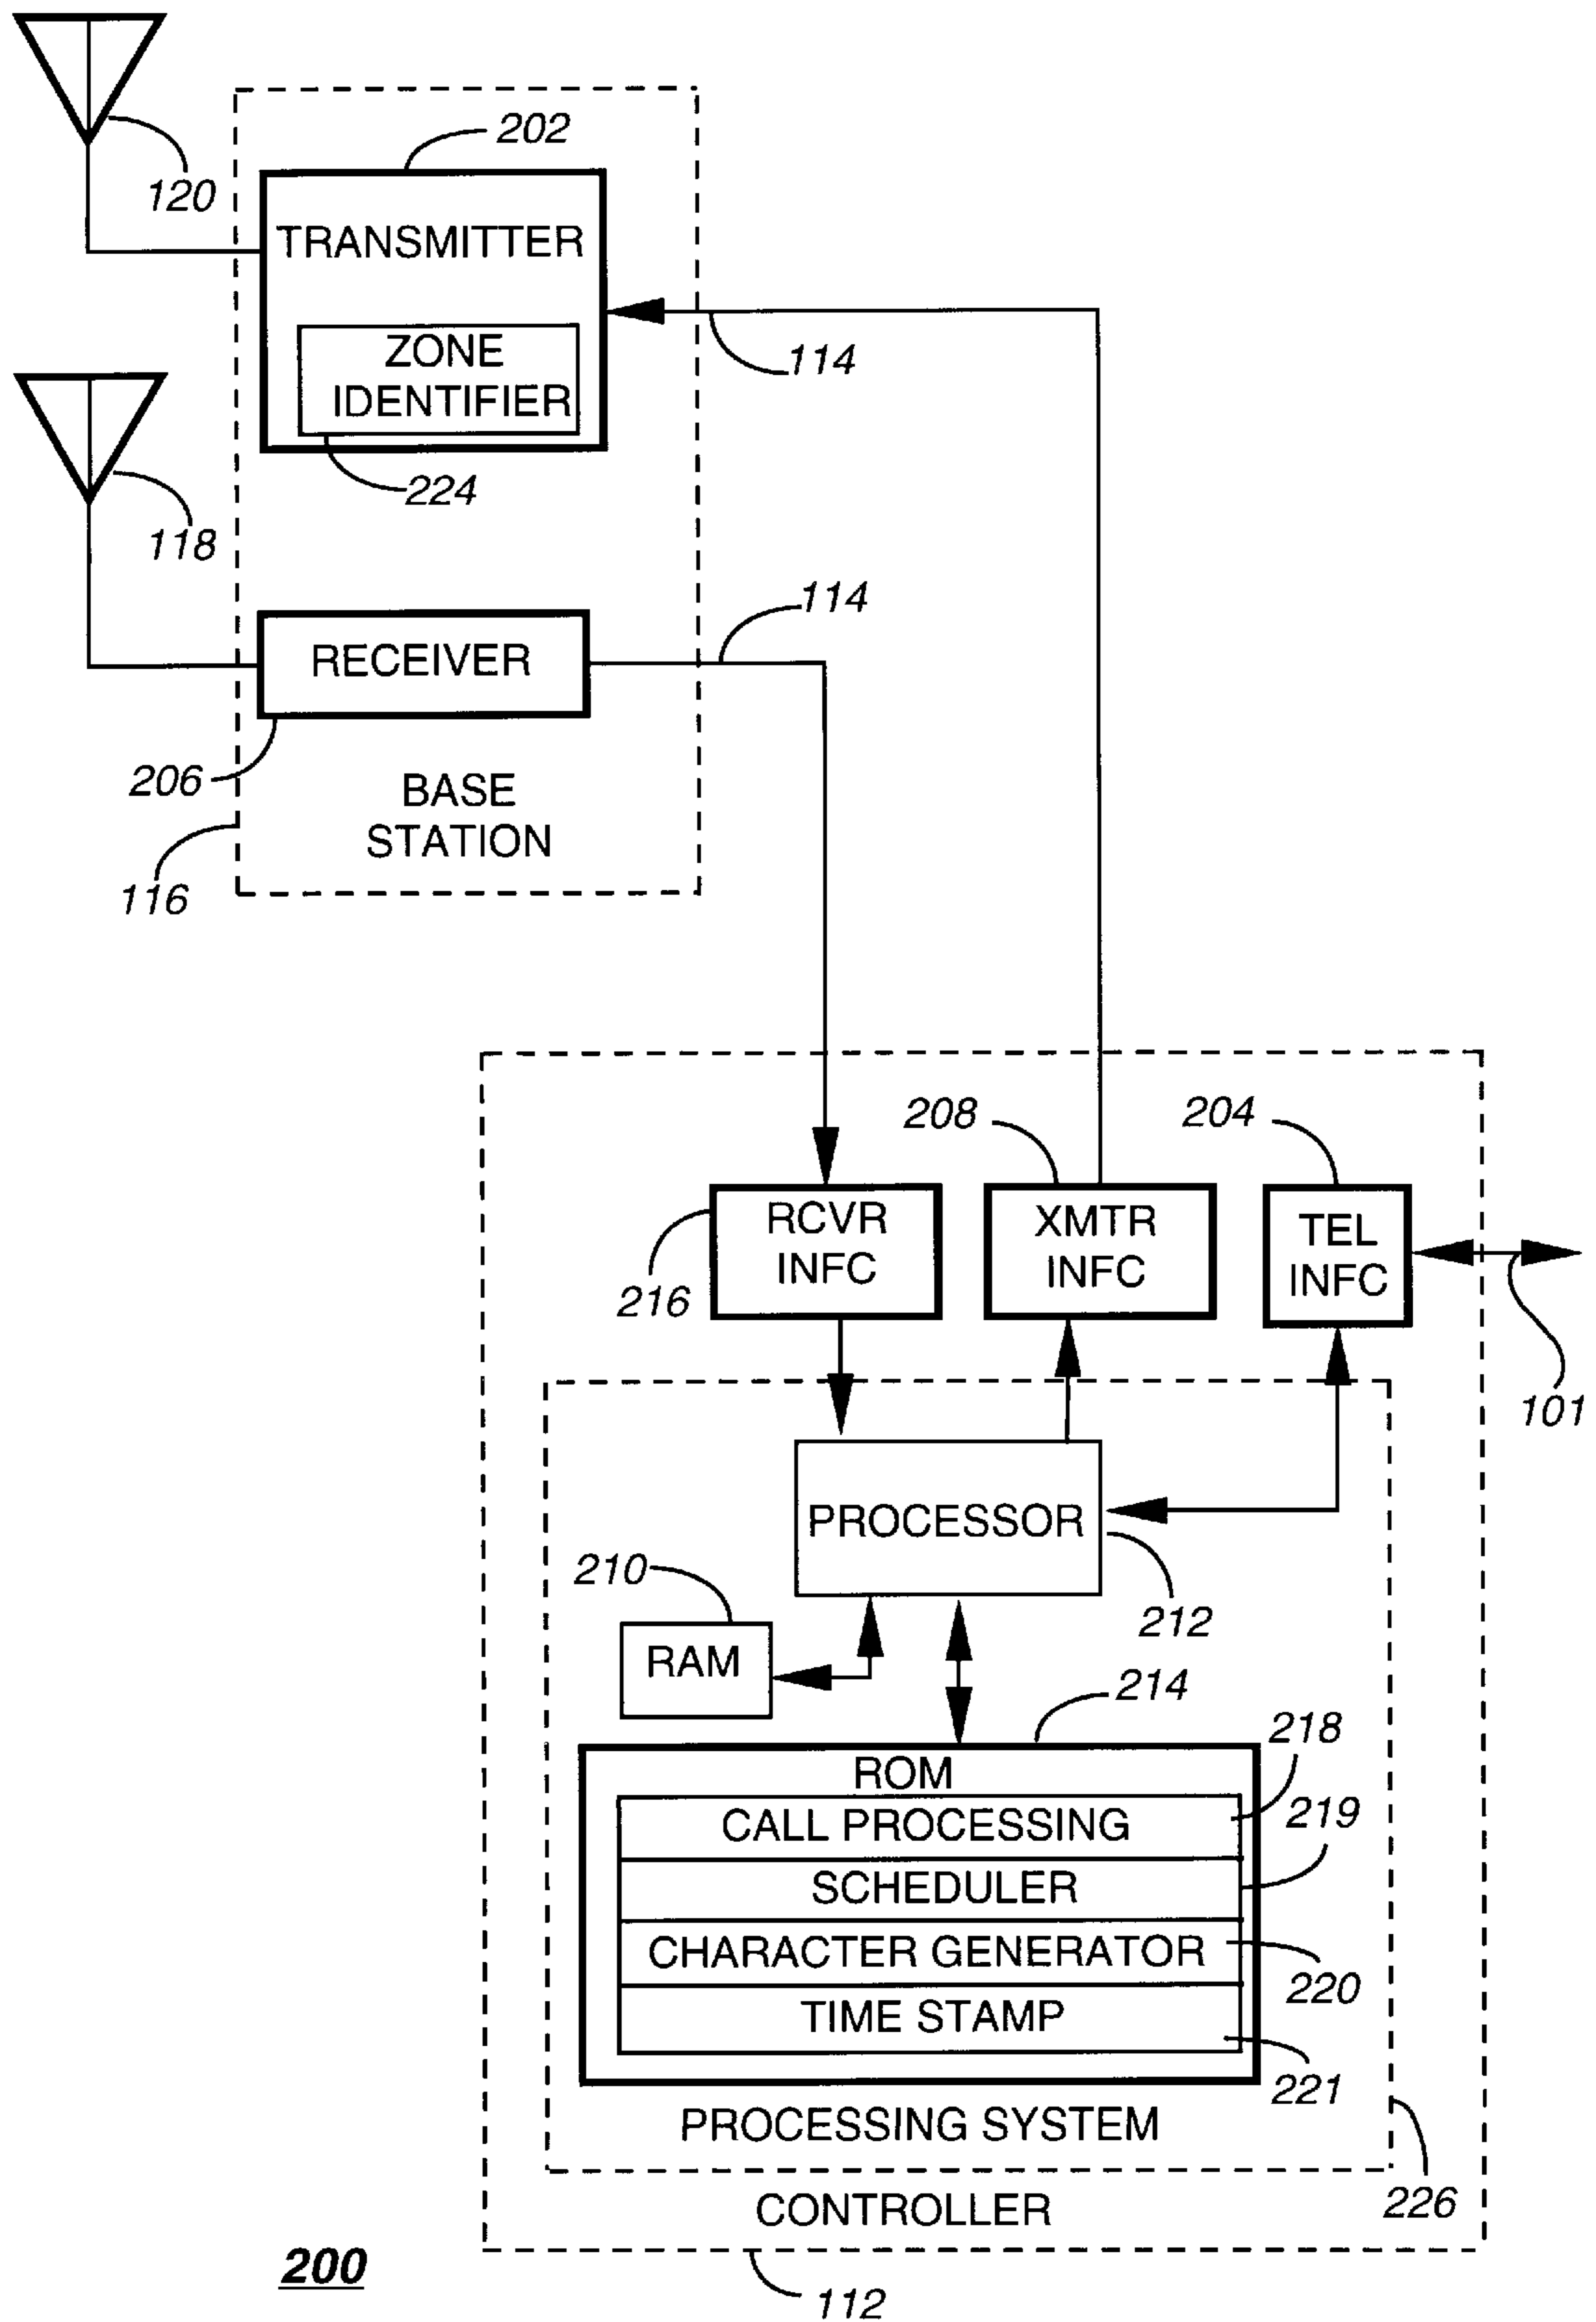 202
120
TRANSMITTER
ZONE
IDENTIFIER
114
224
118
114
RECEIVER
206
BASE
STATION
116
208
204
RCVR
INFC
XMTR
INFC
TEL
INFC
216
101
PROCESSOR
210
212
RAM
214
218
ROM
219
CALL PROCESSING
SCHEDULER
CHARACTER GENERATOR
220
TIME STAMP
221
PROCESSING SYSTEM
226
CONTROLLER
200
112